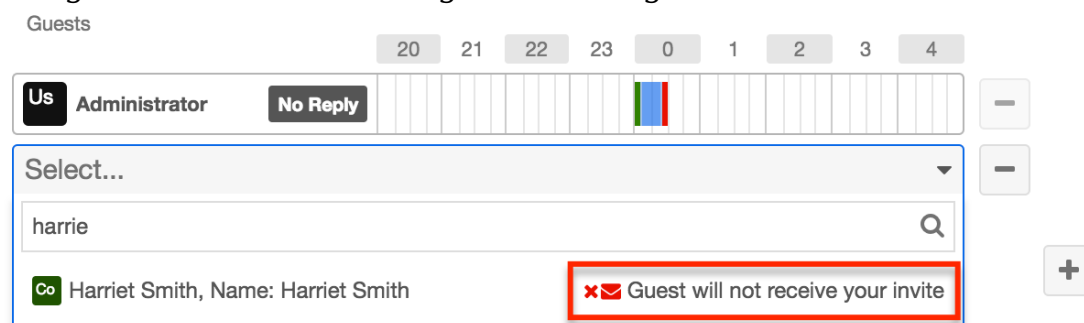 Guests
20 21 22 23 0 1 2 3 4
Us Administrator No Reply
Select...
harrie
Co Harriet Smith, Name: Harriet Smith Guest will not receive your invite